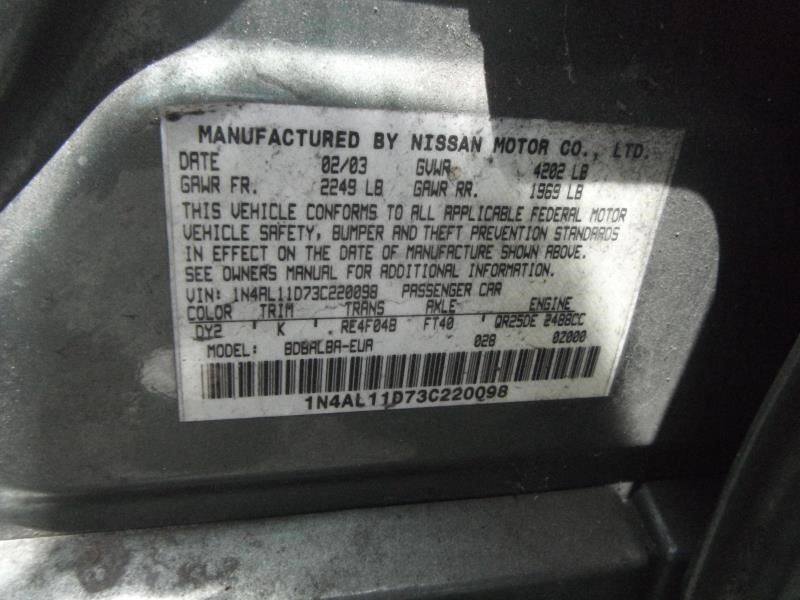 MANUFACTURED BY NISSAN MOTOR CO., LTD.
DATE 02/03 GVWR 4202 LB
GAWR FR. 2249 LB GAWR RR. 1969 LB
THIS VEHICLE CONFORMS TO ALL APPLICABLE FEDERAL MOTOR
VEHICLE SAFETY, BUMPER AND THEFT PREVENTION STANDARDS
IN EFFECT ON THE DATE OF MANUFACTURE SHOWN ABOVE.
SEE OWNERS MANUAL FOR ADDITIONAL INFORMATION.
VIN: 1N4AL11D73C220098 PASSENGER CAR
COLOR TRIM TRANS AXLE ENGINE
DY2 K RE4F04B FT40 QR25DE 2488CC
MODEL: BDBALBA-EUA 028 0Z000
1N4AL11D73C220098